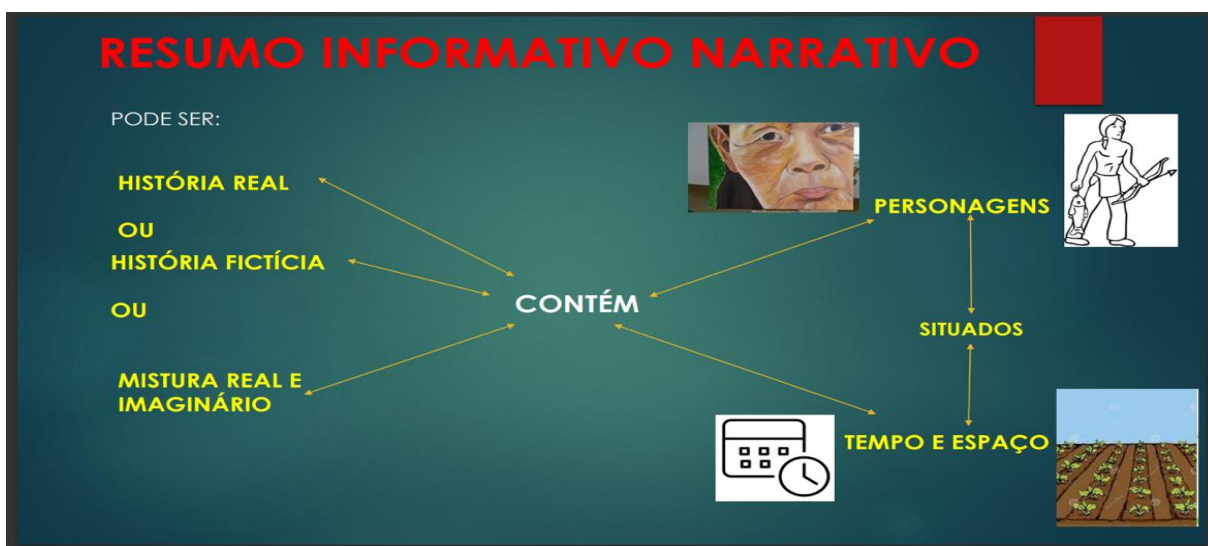 RESUMO INFORMATIVO NARRATIVO
PODE SER:
HISTÓRIA REAL
OU
HISTÓRIA FICTÍCIA
OU
MISTURA REAL E
IMAGINÁRIO
CONTÉM
PERSONAGENS
SITUADOS
TEMPO E ESPAÇO